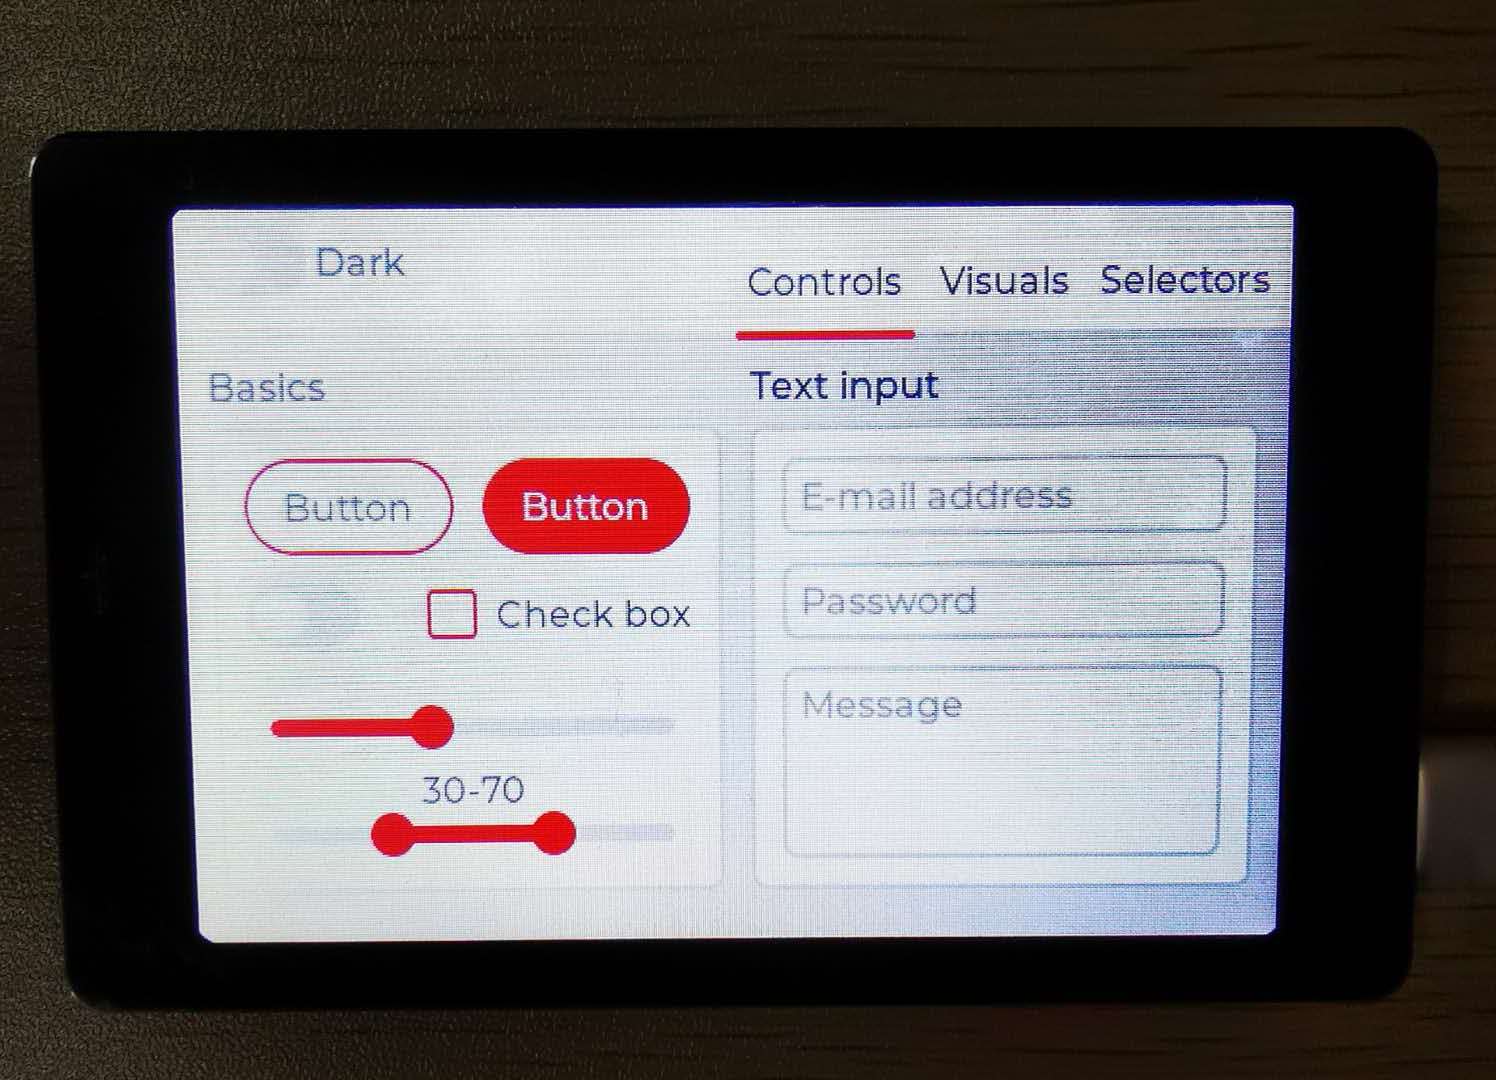 Dark
Controls Visuals Selectors
Basics
Text input
Button Button
E-mail address
Check box
Password
Message
30-70